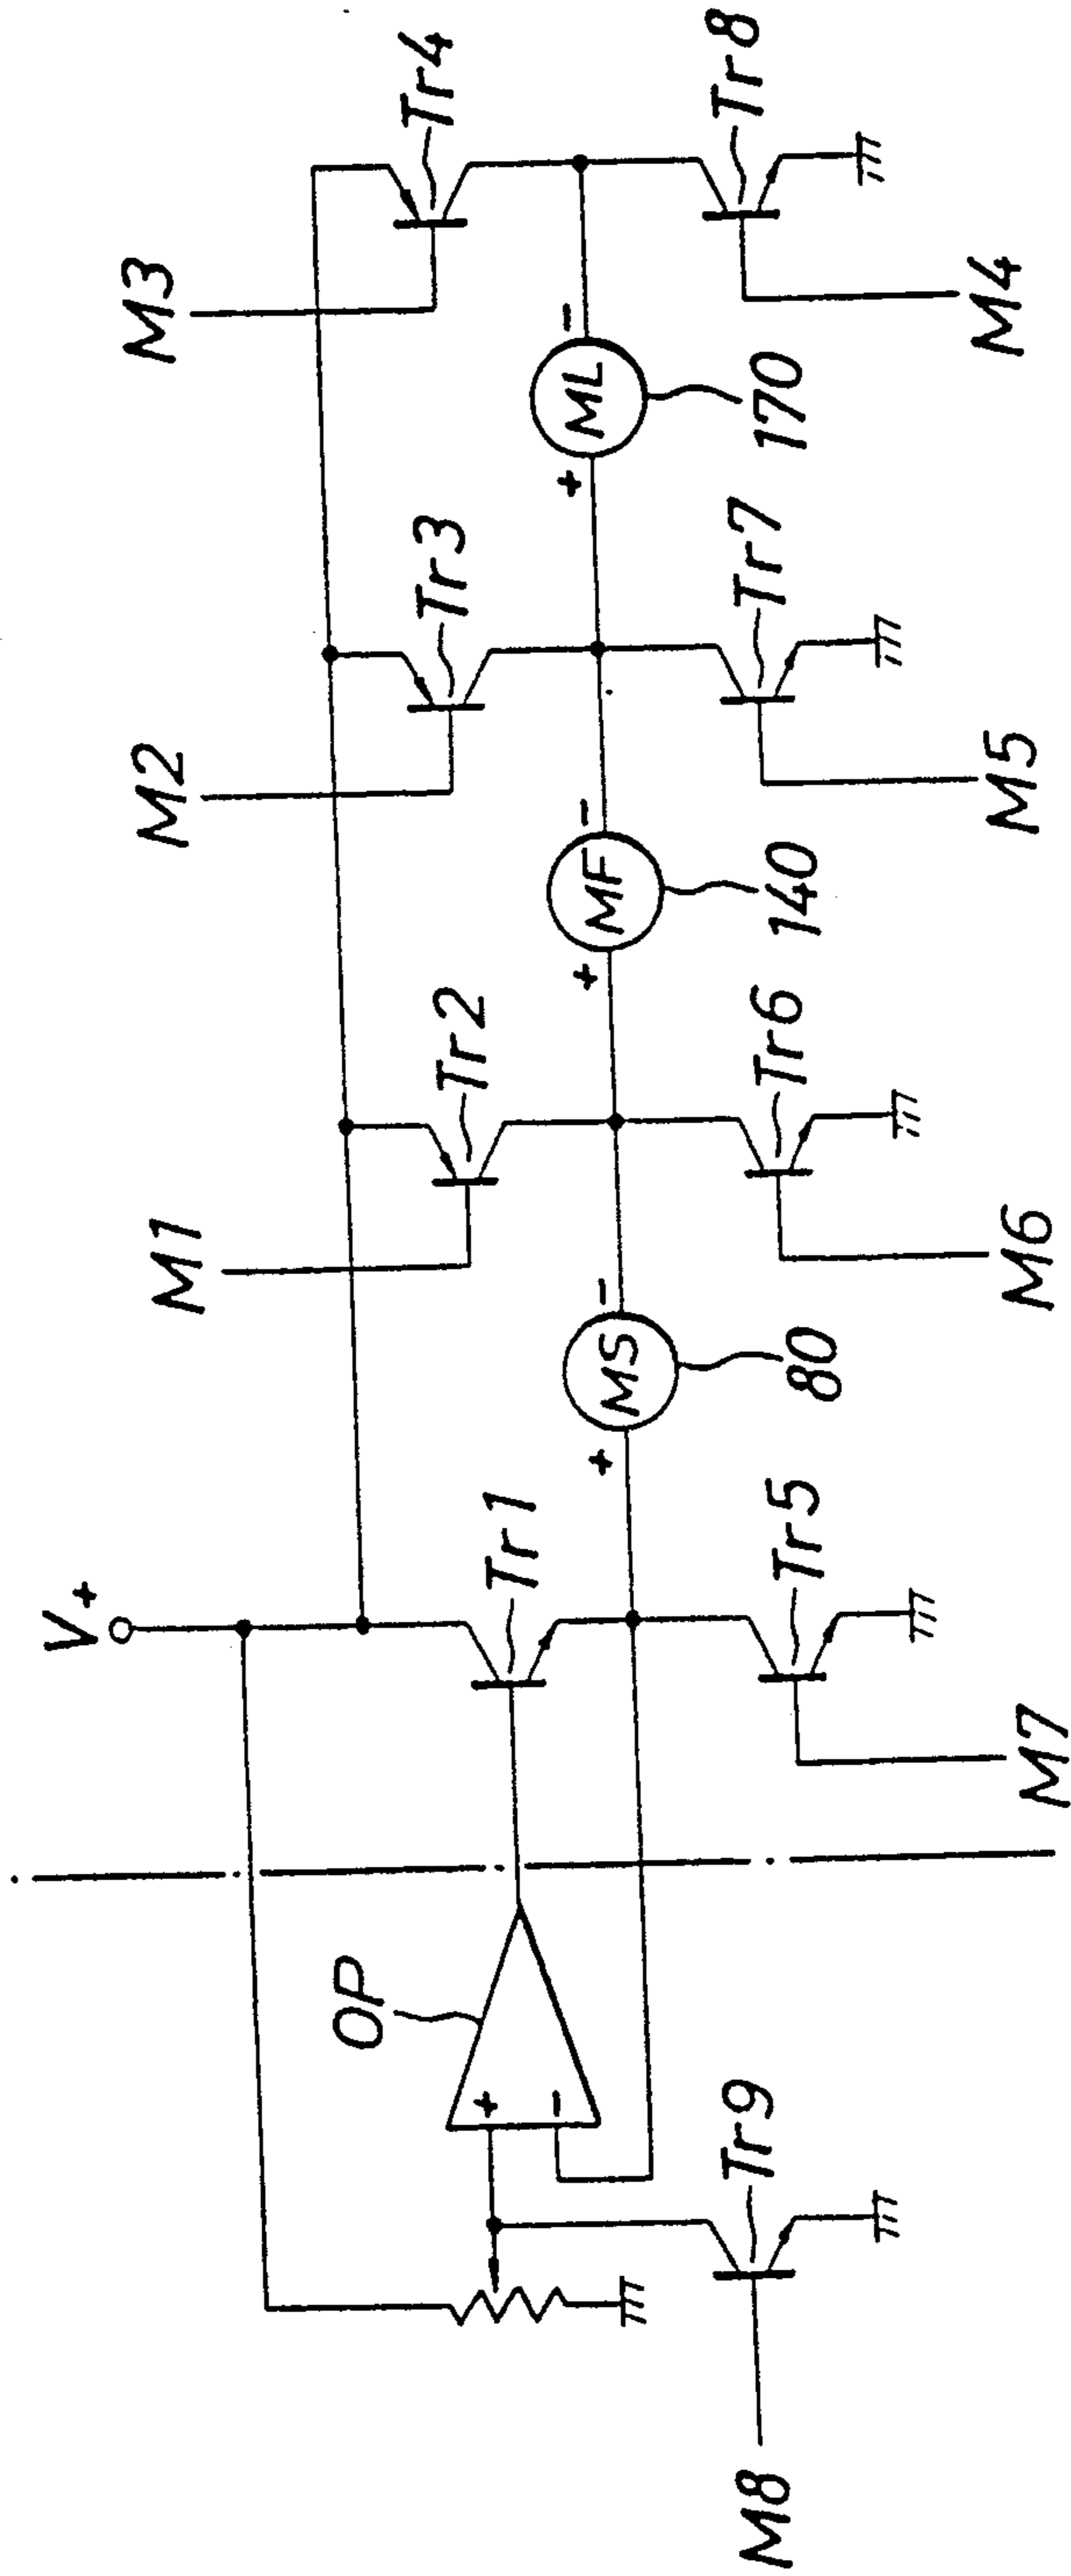 V+
M1
M2
M3
OP
Tr1
Tr2
Tr3
Tr4
+
-
+
MS
-
+
MF
-
+
ML
-
80
140
170
Tr9
Tr5
Tr6
Tr7
Tr8
M8
M7
M6
M5
M4